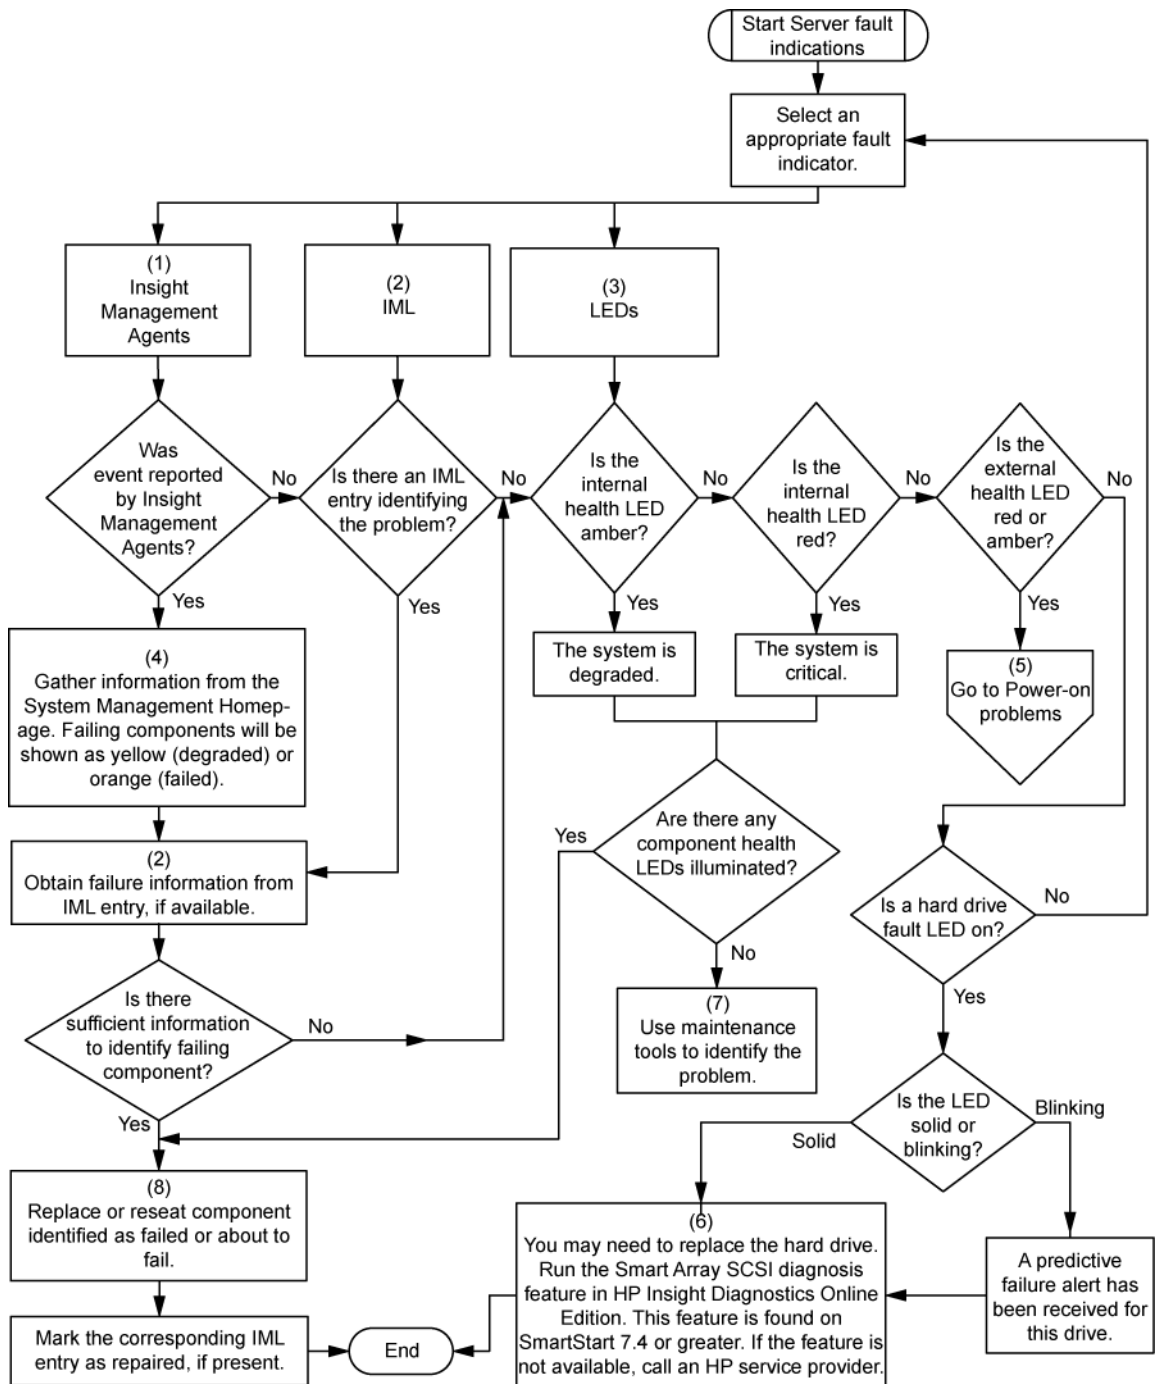 Start Server fault
indications
Select an
appropriate fault
indicator.
(1)
Insight
Management
Agents
(2)
IML
(3)
LEDs
Was
event reported
by Insight
Management
Agents?
No
Yes
Is there an IML
entry identifying
the problem?
No
Yes
Is the
internal
health LED
amber?
No
Yes
Is the
internal
health LED
red?
No
Yes
Is the
external
health LED
red or
amber?
No
Yes
(4)
Gather information from the
System Management Homep-
age. Failing components will be
shown as yellow (degraded) or
orange (failed).
The system is
degraded.
The system is
critical.
(5)
Go to Power-on
problems
(2)
Obtain failure information from
IML entry, if available.
Are there any
component health
LEDs illuminated?
Yes
No
Is a hard drive
fault LED on?
No
Yes
Is there
sufficient information
to identify failing
component?
No
Yes
(7)
Use maintenance
tools to identify the
problem.
Is the LED
solid or
blinking?
Solid
Blinking
(8)
Replace or reseat component
identified as failed or about to
fail.
(6)
You may need to replace the hard drive.
Run the Smart Array SCSI diagnosis
feature in HP Insight Diagnostics Online
Edition. This feature is found on
SmartStart 7.4 or greater. If the feature is
not available, call an HP service provider.
A predictive
failure alert has
been received for
this drive.
Mark the corresponding IML
entry as repaired, if present.
End